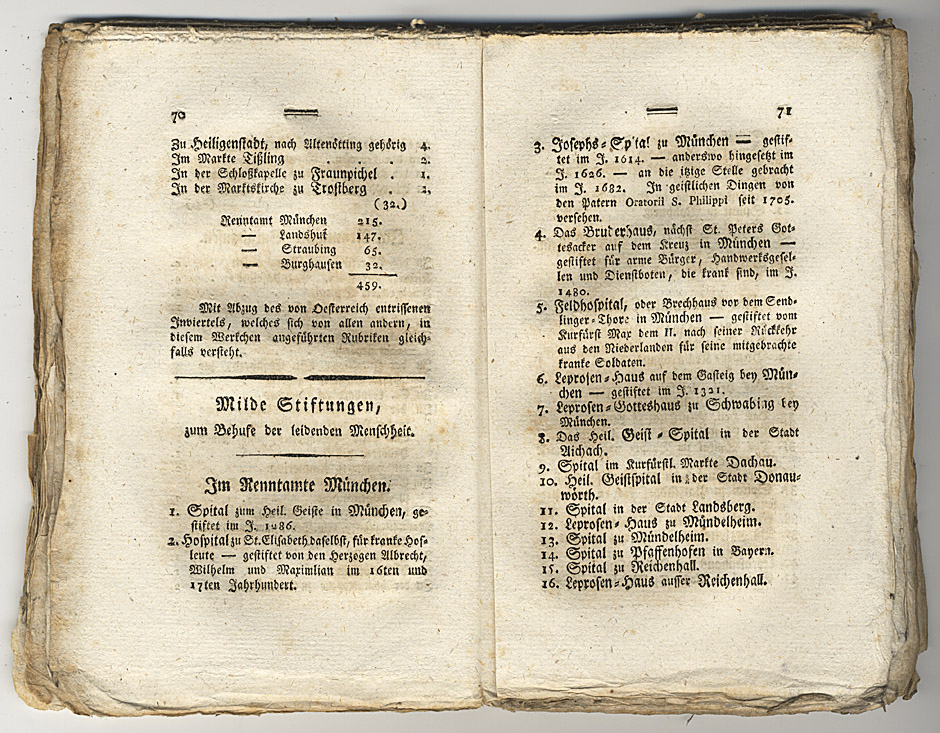 70
Zu Heiligenstadt, nach Altenötting gehörig 4.
Im Markte Tißling . . . . 2.
In der Schloßkapelle zu Fraunpichel . 1.
In der Marktskirche zu Trostberg . 2.
(32.)
Renntamt München 215.
— Landshut 147.
— Straubing 65.
— Burghausen 32.
459.
Mit Abzug des von Oesterreich entrissenen
Inviertels, welches sich von allen andern, in
diesem Werkchen angeführten Rubriken gleich-
falls versteht.
Milde Stiftungen,
zum Behufe der leidenden Menschheit.
Im Renntamte München.
1. Spital zum Heil. Geiste in München, ge-
stiftet im J. 1286.
2. Hospital zu St. Elisabeth daselbst, für kranke Hof-
leute — gestiftet von den Herzogen Albrecht,
Wilhelm und Maximilian im 16ten und
17ten Jahrhundert.
71
3. Josephs-Spital zu München — gestif-
tet im J. 1614. — anderswo hingesetzt im
J. 1626. — an die itzige Stelle gebracht
im J. 1682. In geistlichen Dingen von
den Patern Oratorii S. Philippi seit 1705.
versehen.
4. Das Bruderhaus, nächst St. Peters Got-
tesacker auf dem Kreuz in München —
gestiftet für arme Bürger, Handwerksgesel-
len und Dienstboten, die krank sind, im J.
1480.
5. Feldhospital, oder Brechhaus vor dem Send-
linger-Thore in München — gestiftet vom
Kurfürst Max dem II. nach seiner Rückkehr
aus den Niederlanden für seine mitgebrachte
kranke Soldaten.
6. Leprosen-Haus auf dem Gasteig bey Mün-
chen — gestiftet im J. 1321.
7. Leprosen-Gotteshaus zu Schwabing bey
München.
8. Das Heil. Geist-Spital in der Stadt
Aichach.
9. Spital im Kurfürstl. Markte Dachau.
10. Heil. Geistspital in der Stadt Donau-
wörth.
11. Spital in der Stadt Landsberg.
12. Leprosen-Haus zu Mündelheim.
13. Spital zu Mündelheim.
14. Spital zu Pfaffenhofen in Bayern.
15. Spital zu Reichenhall.
16. Leprosen-Haus ausser Reichenhall.